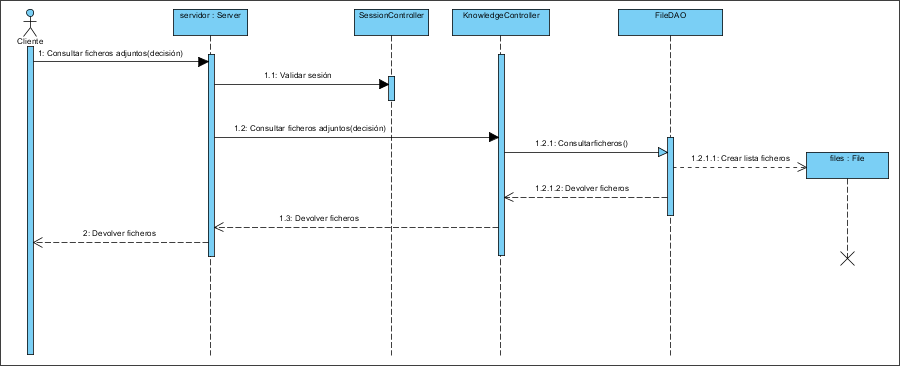 servidor : Server
SessionController
KnowledgeController
FileDAO
Cliente
1: Consultar ficheros adjuntos(decisión)
1.1: Validar sesión
1.2: Consultar ficheros adjuntos(decisión)
1.2.1: Consultarficheros()
1.2.1.1: Crear lista ficheros
files : File
1.2.1.2: Devolver ficheros
1.3: Devolver ficheros
2: Devolver ficheros